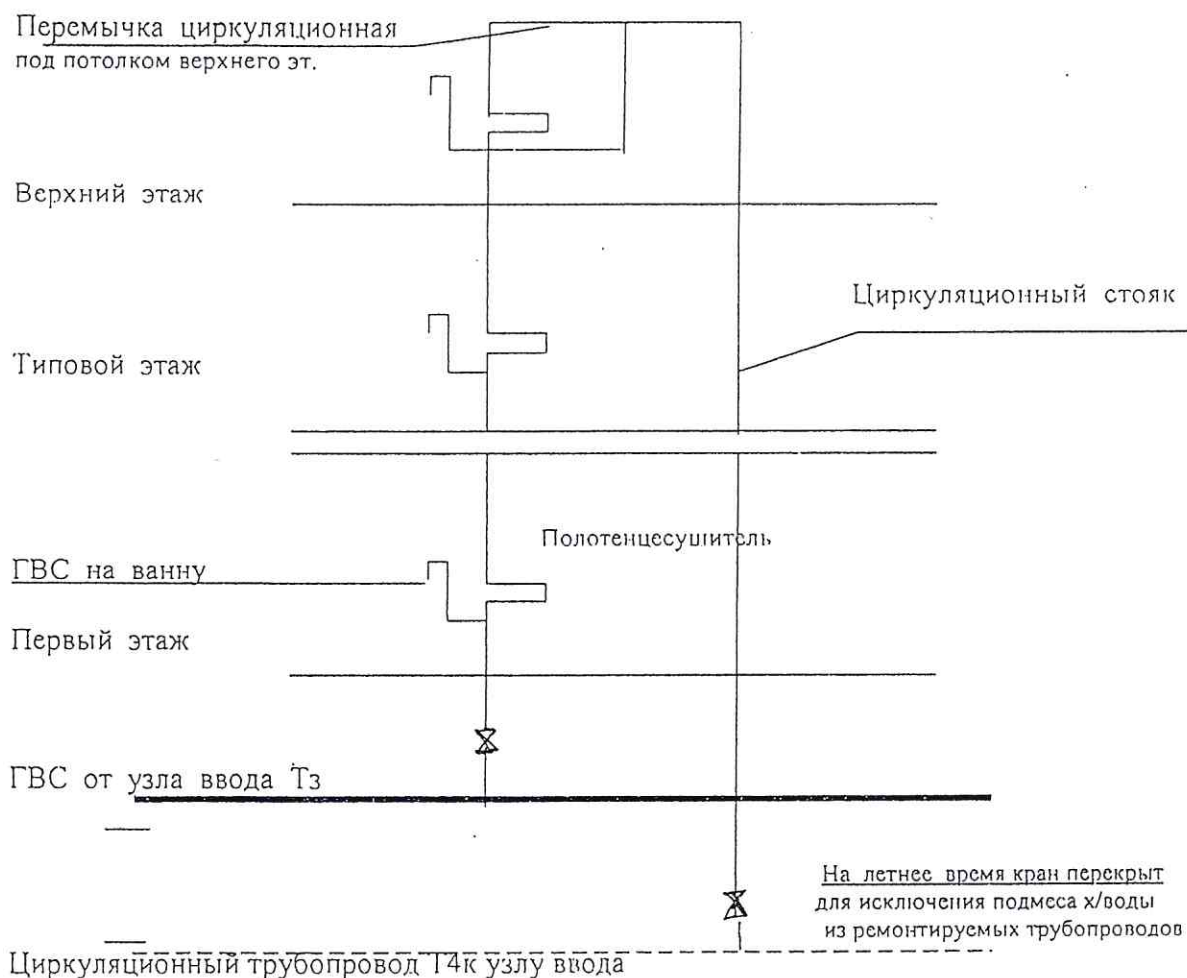 Перемычка циркуляционная
под потолком верхнего эт.
Верхний этаж
Циркуляционный стояк
Типовой этаж
Полотенцесушитель
ГВС на ванну
Первый этаж
ГВС от узла ввода Тз
На летнее время кран перекрыт
для исключения подмеса х/воды
из ремонтируемых трубопроводов
Циркуляционный трубопровод Т4к узлу ввода